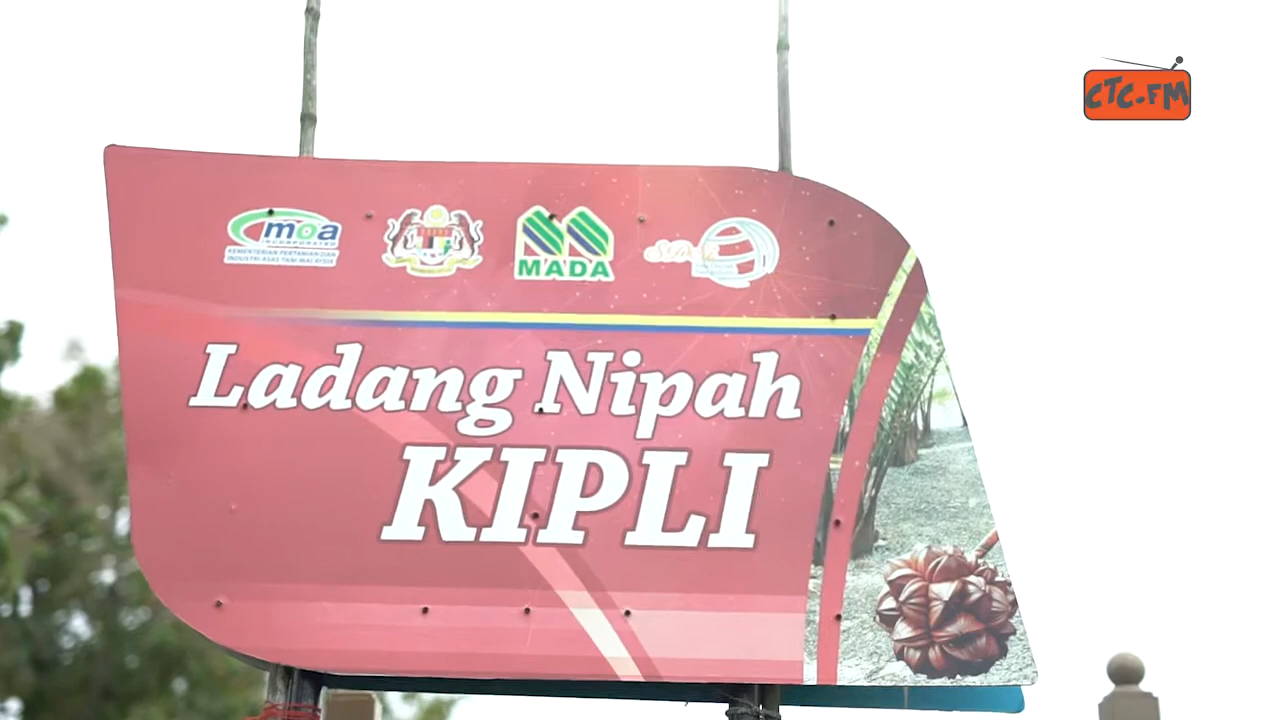 CTC.FM
moa
INCORPORATED
KEMENTERIAN PERTANIAN DAN
INDUSTRI ASAS TANI MALAYSIA
MADA
Ladang Nipah
KIPLI